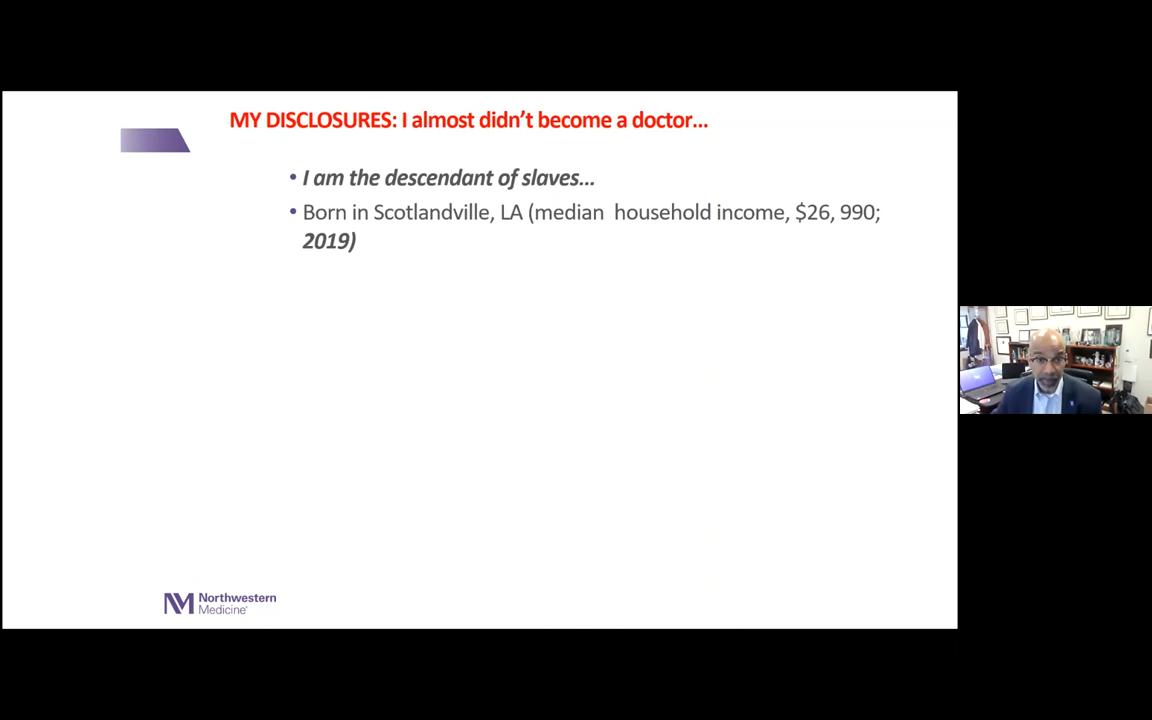 MY DISCLOSURES: I almost didn't become a doctor...
• I am the descendant of slaves...
• Born in Scotlandville, LA (median household income, $26, 990;
2019)
Northwestern
Medicine